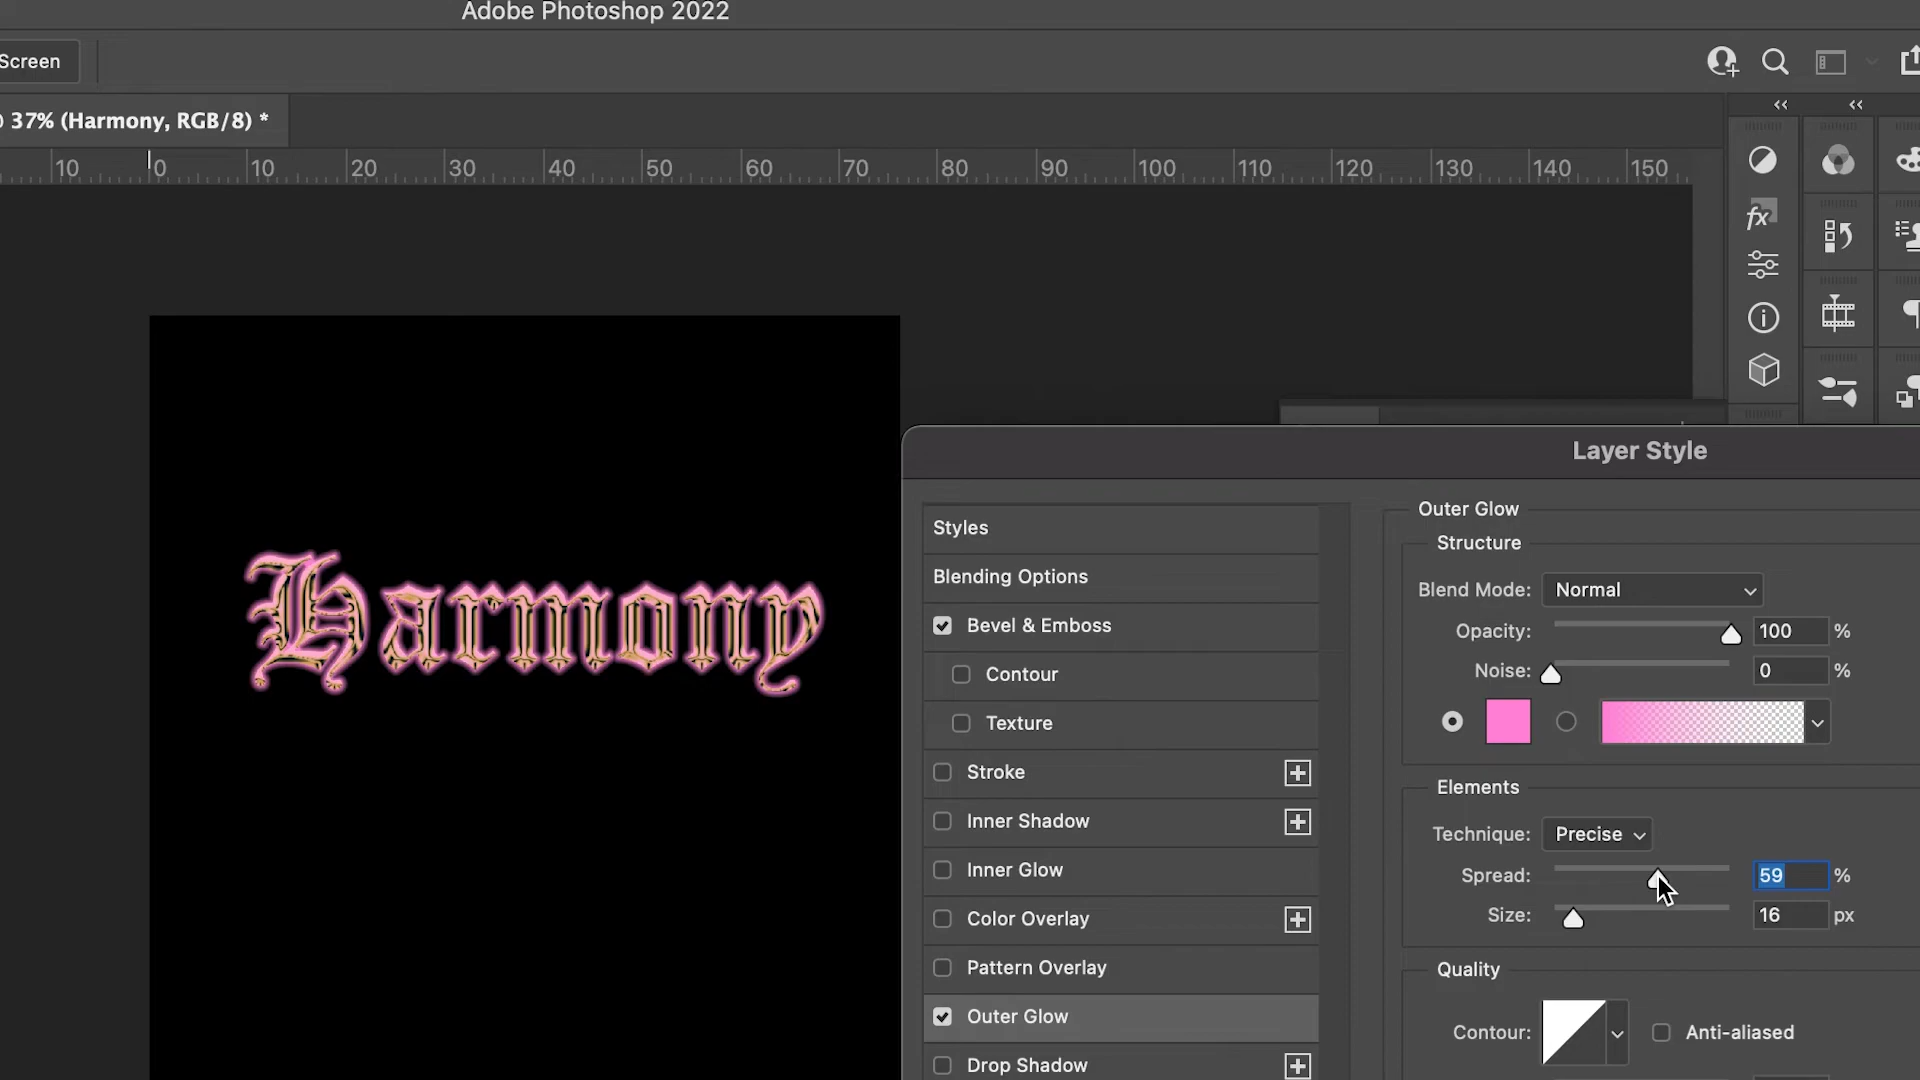 Adobe Photoshop 2022
Screen
37% (Harmony, RGB/8) *
10 0 10 20 30 40 50 60 70 80 90 100 110 120 130 140 150
fx
Harmony
Layer Style
Styles
Blending Options
Bevel & Emboss
Contour
Texture
Stroke
Inner Shadow
Inner Glow
Color Overlay
Pattern Overlay
Outer Glow
Drop Shadow
Outer Glow
Structure
Blend Mode: Normal
Opacity: 100 %
Noise: 0 %
Elements
Technique: Precise
Spread: 59 %
Size: 16 px
Quality
Contour: Anti-aliased